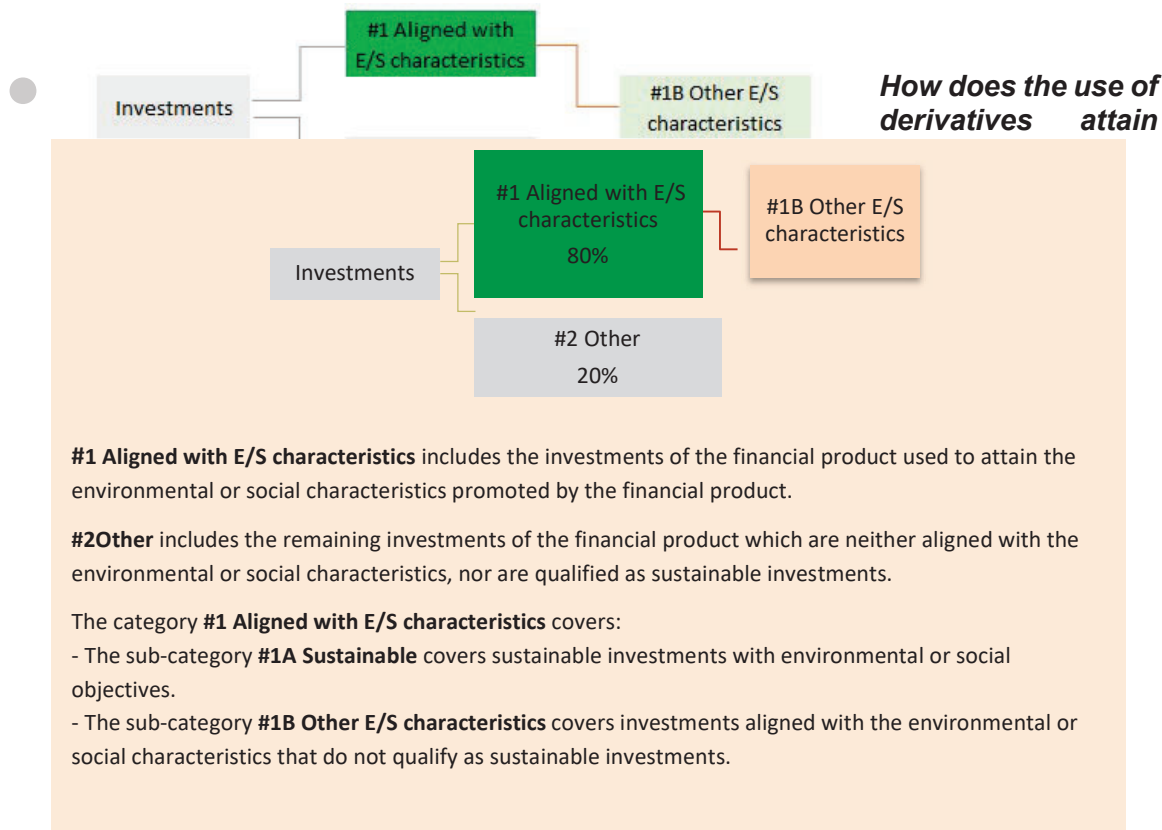 #1 Aligned with
E/S characteristics
Investments
#1B Other E/S
characteristics
How does the use of
derivatives attain
#1 Aligned with E/S
characteristics
80%
#1B Other E/S
characteristics
Investments
#2 Other
20%
#1 Aligned with E/S characteristics includes the investments of the financial product used to attain the
environmental or social characteristics promoted by the financial product.
#2Other includes the remaining investments of the financial product which are neither aligned with the
environmental or social characteristics, nor are qualified as sustainable investments.
The category #1 Aligned with E/S characteristics covers:
- The sub-category #1A Sustainable covers sustainable investments with environmental or social
objectives.
- The sub-category #1B Other E/S characteristics covers investments aligned with the environmental or
social characteristics that do not qualify as sustainable investments.